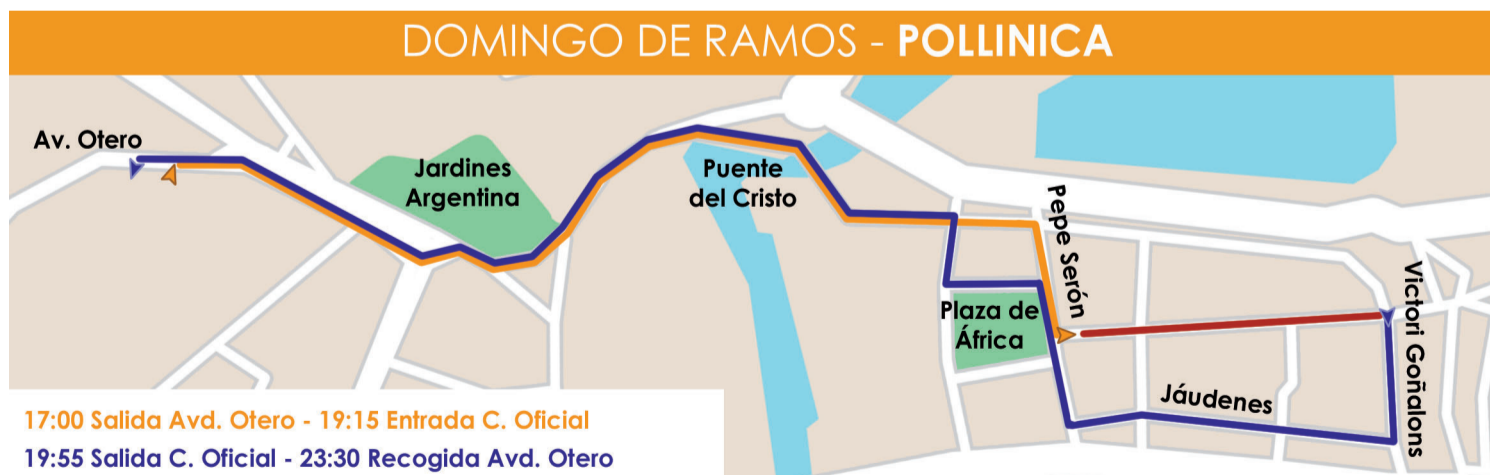 DOMINGO DE RAMOS - POLLINICA
Av. Otero
Jardines
Argentina
Puente
del Cristo
Pepe Serón
Plaza de
África
Victori Goñalons
Jáudenes
17:00 Salida Avd. Otero - 19:15 Entrada C. Oficial
19:55 Salida C. Oficial - 23:30 Recogida Avd. Otero